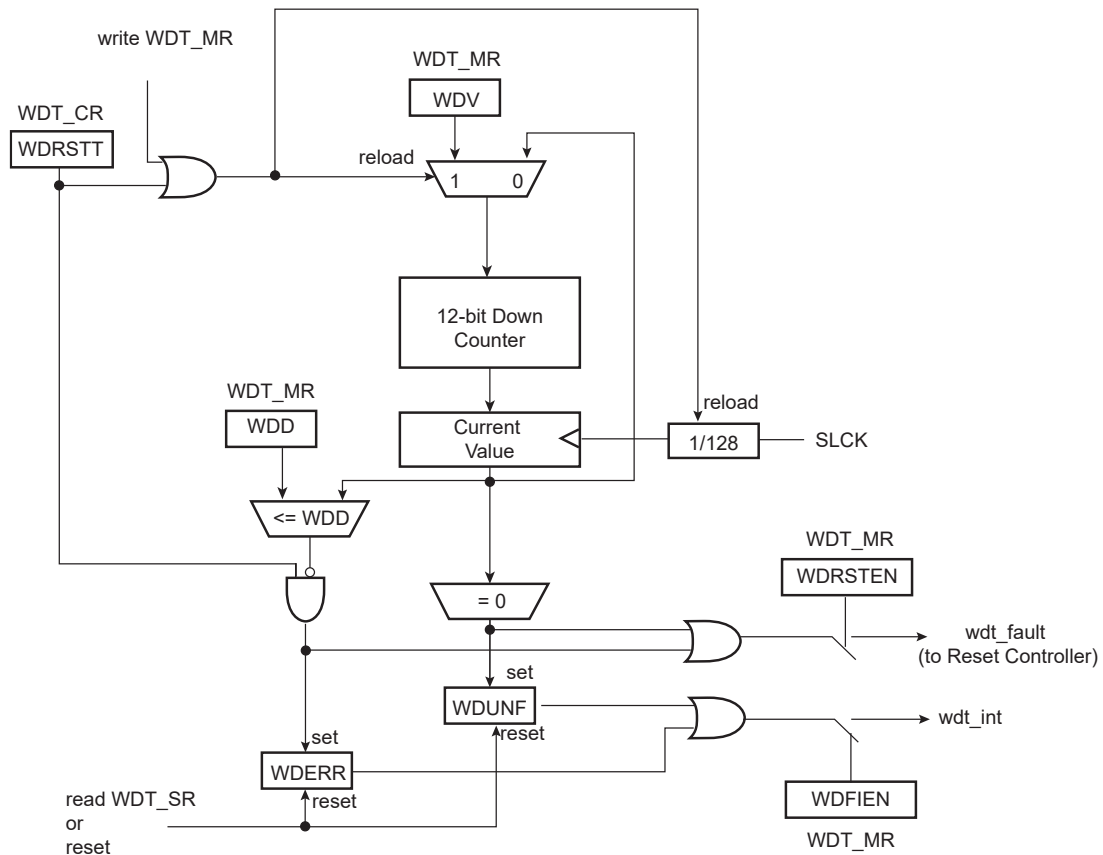 write WDT_MR
WDT_MR
WDV
WDT_CR
WDRSTT
reload
1 0
12-bit Down
Counter
WDT_MR
WDD
reload
Current
Value
1/128
SLCK
<= WDD
WDT_MR
WDRSTEN
= 0
wdt_fault
(to Reset Controller)
set
WDUNF
reset
wdt_int
set
WDERR
reset
read WDT_SR
or
reset
WDFIEN
WDT_MR